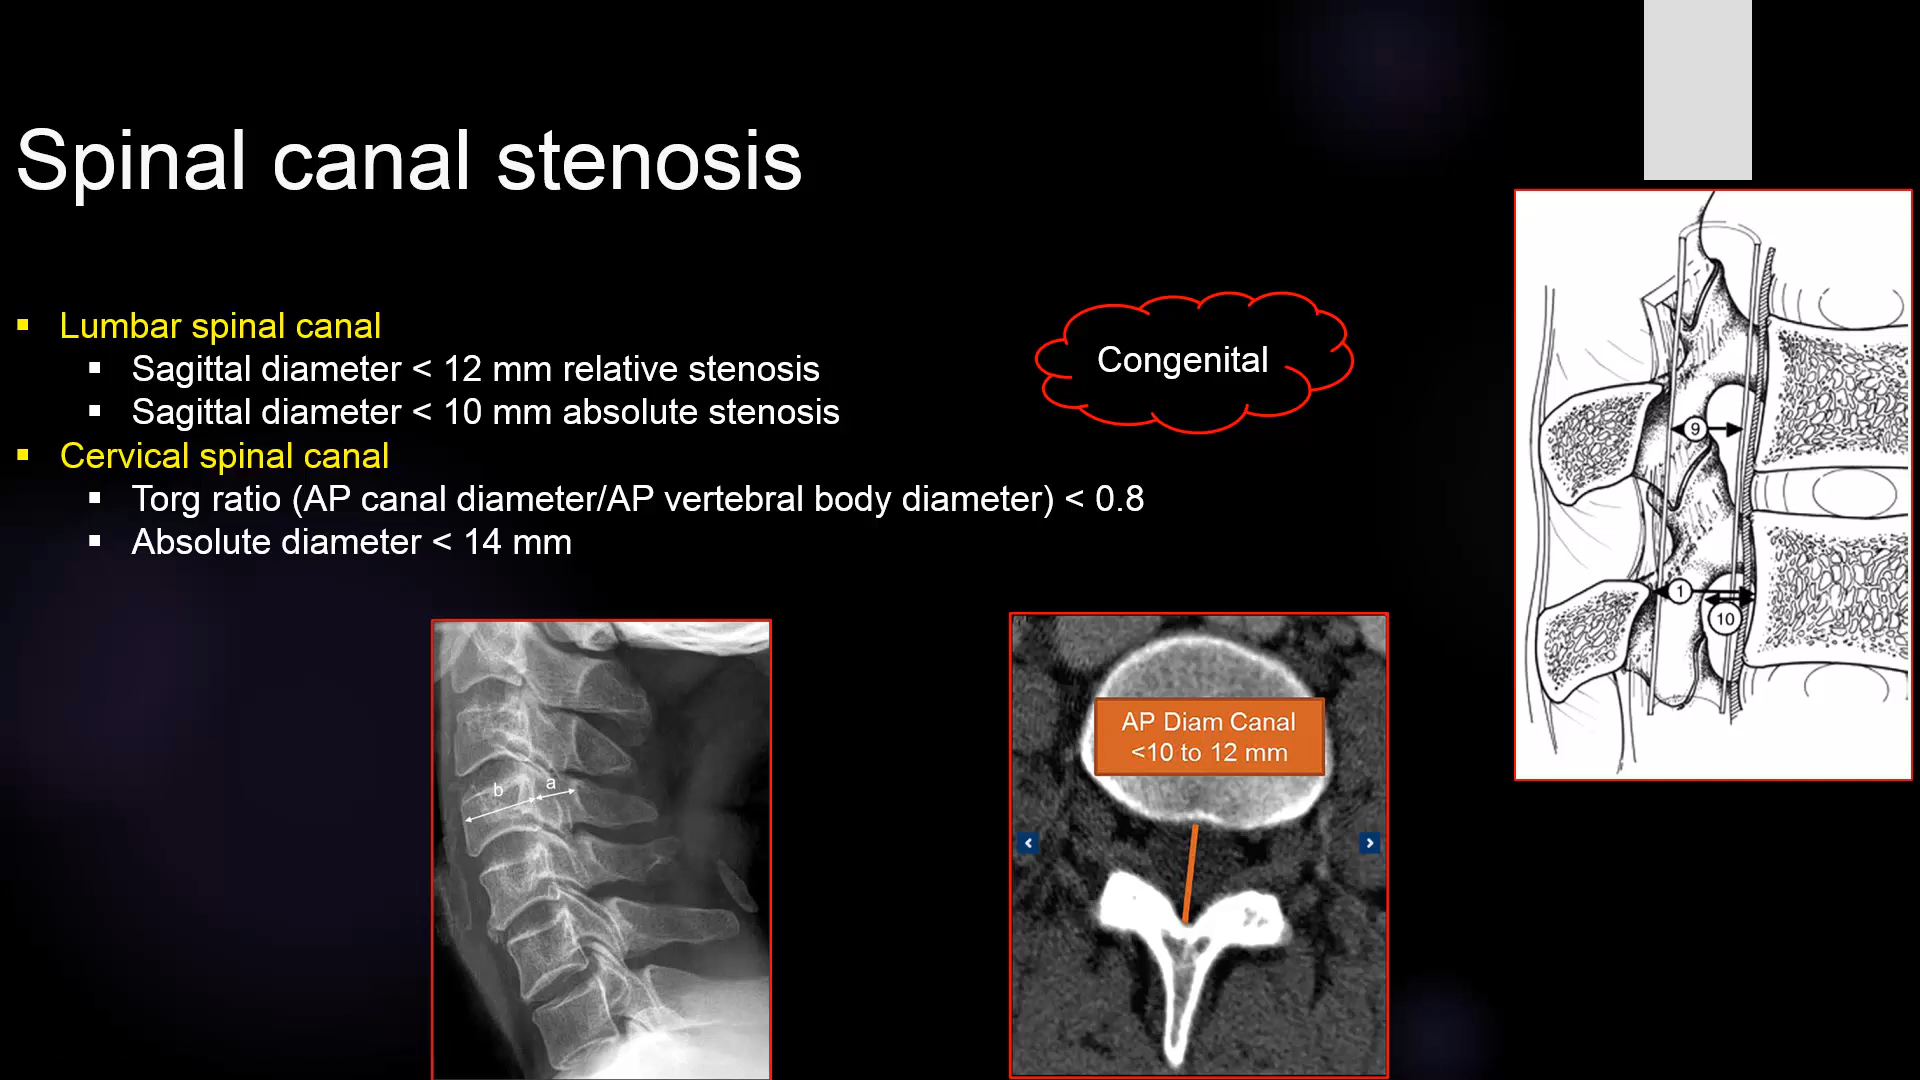 Spinal canal stenosis
▪ Lumbar spinal canal
▪ Sagittal diameter < 12 mm relative stenosis
▪ Sagittal diameter < 10 mm absolute stenosis
▪ Cervical spinal canal
▪ Torg ratio (AP canal diameter/AP vertebral body diameter) < 0.8
▪ Absolute diameter < 14 mm
Congenital
b
a
AP Diam Canal
<10 to 12 mm
9
1
10